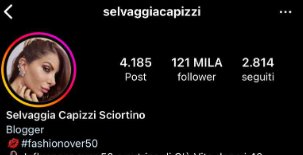 selvaggiacapizzi
4.185 121 MILA 2.814
Post follower seguiti
Selvaggia Capizzi Sciortino
Blogger
💋 #fashionover50